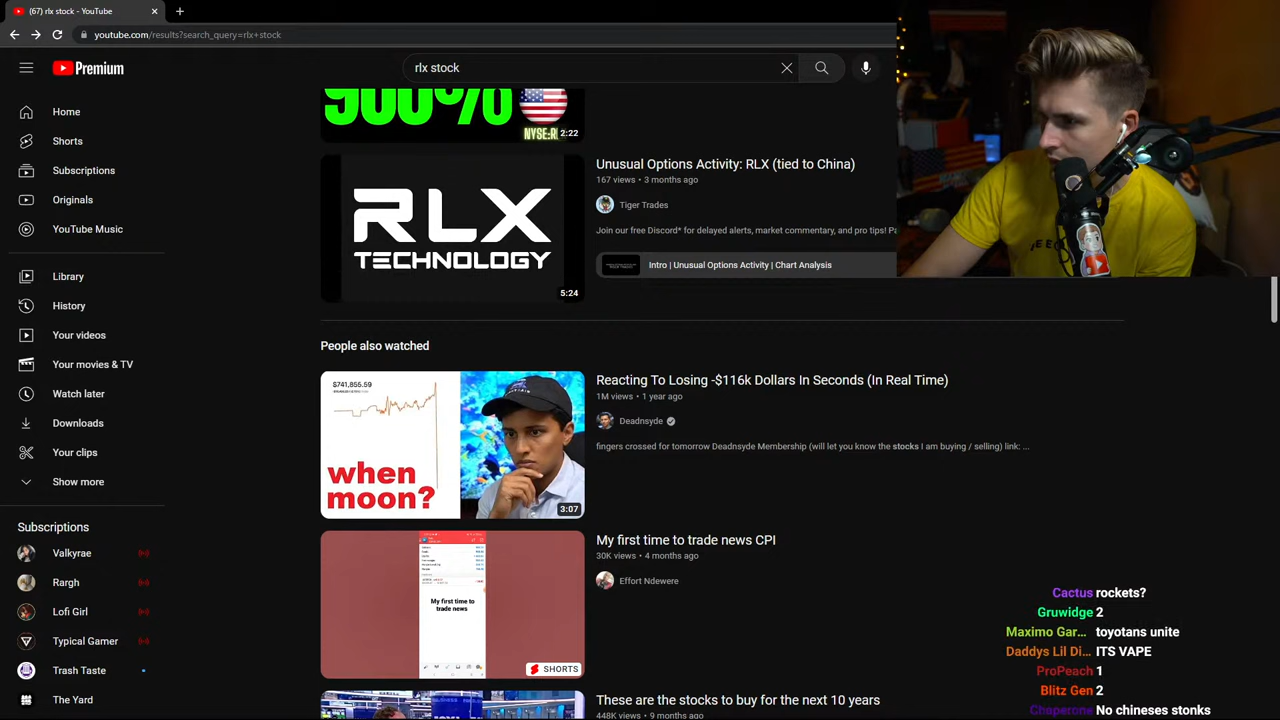 (67) rlx stock - YouTube
youtube.com/results?search_query=rlx+stock
Premium
rlx stock
Home
Shorts
Subscriptions
Originals
YouTube Music
Library
History
Your videos
Your movies & TV
Watch later
Downloads
Your clips
Show more
Subscriptions
Valkyrae
Rargh
Lofi Girl
Typical Gamer
Trash Taste
The Yard
900%
NYSE:R
2:22
RLX
TECHNOLOGY
5:24
Unusual Options Activity: RLX (tied to China)
167 views • 3 months ago
Tiger Trades
Join our free Discord* for delayed alerts, market commentary, and pro tips! Pa
Intro | Unusual Options Activity | Chart Analysis
People also watched
$741,855.59
when
moon?
3:07
Reacting To Losing -$116k Dollars In Seconds (In Real Time)
1M views • 1 year ago
Deadnsyde
fingers crossed for tomorrow Deadnsyde Membership (will let you know the stocks I am buying / selling) link: ...
My first time to
trade news
SHORTS
My first time to trade news CPI
30K views • 4 months ago
Effort Ndewere
These are the stocks to buy for the next 10 years
448K views • 9 months ago
Cactus rockets?
Gruwidge 2
Maximo Gar... toyotans unite
Daddys Lil Di... ITS VAPE
ProPeach 1
Blitz Gen 2
Chaperone No chineses stonks